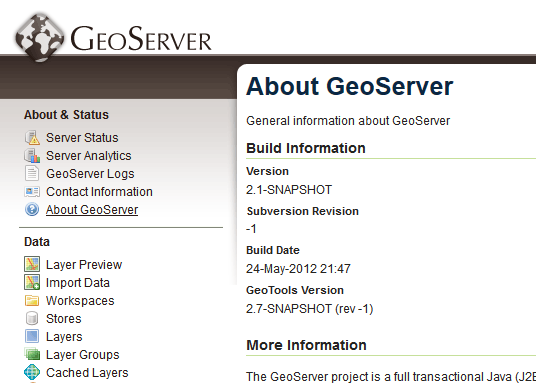 GEOSERVER
About & Status
Server Status
Server Analytics
GeoServer Logs
Contact Information
About GeoServer
Data
Layer Preview
Import Data
Workspaces
Stores
Layers
Layer Groups
Cached Layers
About GeoServer
General information about GeoServer
Build Information
Version
2.1-SNAPSHOT
Subversion Revision
-1
Build Date
24-May-2012 21:47
GeoTools Version
2.7-SNAPSHOT (rev -1)
More Information
The GeoServer project is a full transactional Java (J2E